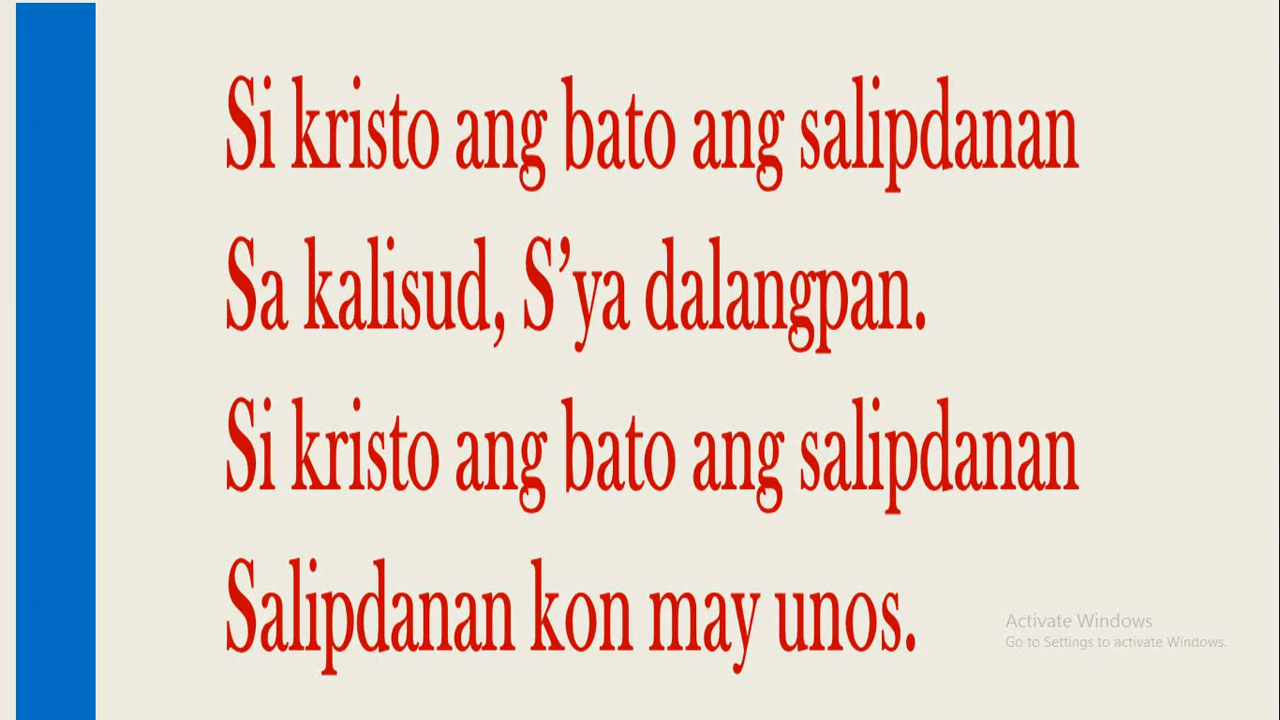 Si kristo ang bato ang salipdanan
Sa kalisud, S’ya dalangpan.
Si kristo ang bato ang salipdanan
Salipdanan kon may unos.
Activate Windows
Go to Settings to activate Windows.